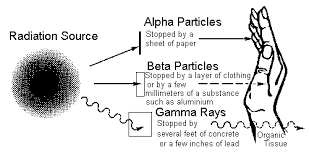 Radiation Source
Alpha Particles
Stopped by a
sheet of paper
Beta Particles
Stopped by a layer of clothing
or by a few
millimeters of a substance
such as aluminium
Gamma Rays
Stopped by
several feet of concrete
or a few inches of lead
Organic
Tissue